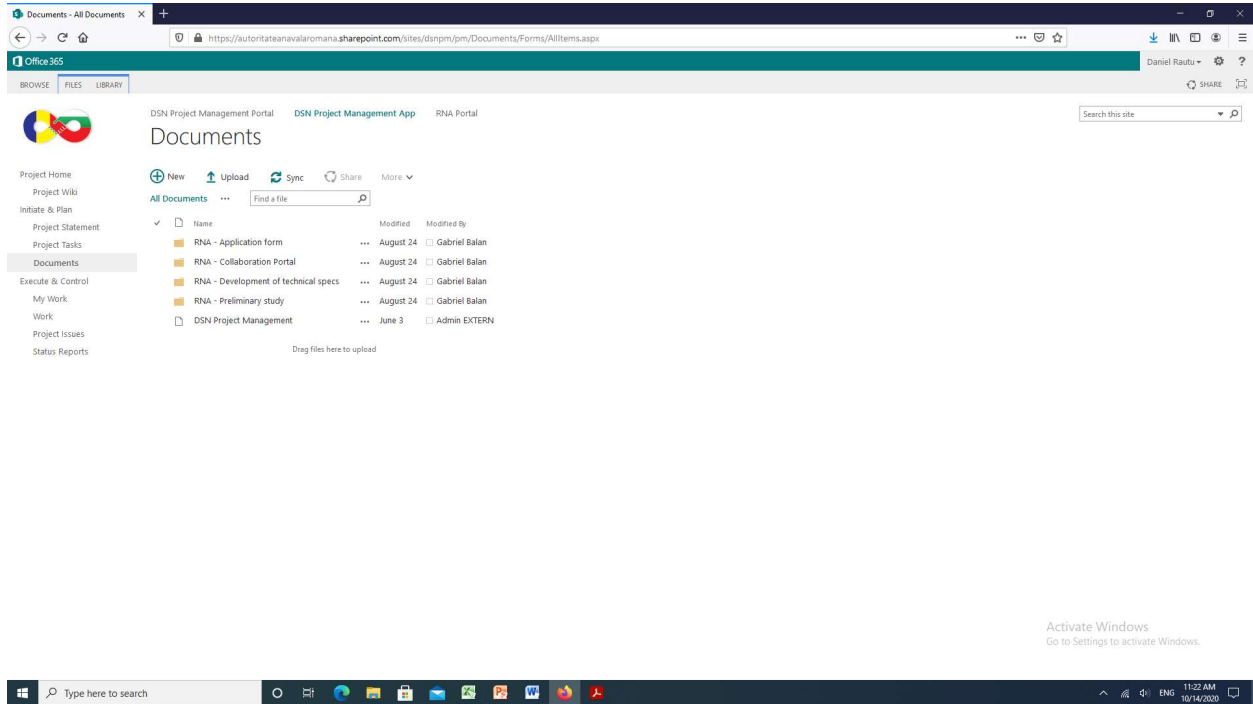 Documents - All Documents
https://autoritateanavalaromana.sharepoint.com/sites/dsnpm/pm/Documents/Forms/AllItems.aspx
Office 365
Daniel Rautu
?
BROWSE FILES LIBRARY
SHARE
DSN Project Management Portal DSN Project Management App RNA Portal
Search this site
Documents
Project Home
Project Wiki
Initiate & Plan
Project Statement
Project Tasks
Documents
Execute & Control
My Work
Work
Project Issues
Status Reports
New Upload Sync Share More
All Documents ... Find a file
Name Modified Modified By
RNA - Application form ... August 24 Gabriel Balan
RNA - Collaboration Portal ... August 24 Gabriel Balan
RNA - Development of technical specs ... August 24 Gabriel Balan
RNA - Preliminary study ... August 24 Gabriel Balan
DSN Project Management ... June 3 Admin EXTERN
Drag files here to upload
Activate Windows
Go to Settings to activate Windows.
Type here to search
ENG
11:22 AM
10/14/2020